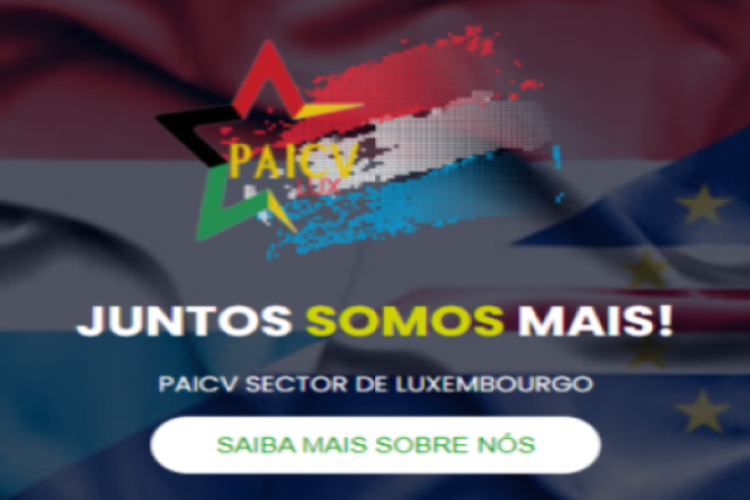 PAICV
LUX
JUNTOS SOMOS MAIS!
PAICV SECTOR DE LUXEMBOURGO
SAIBA MAIS SOBRE NÓS